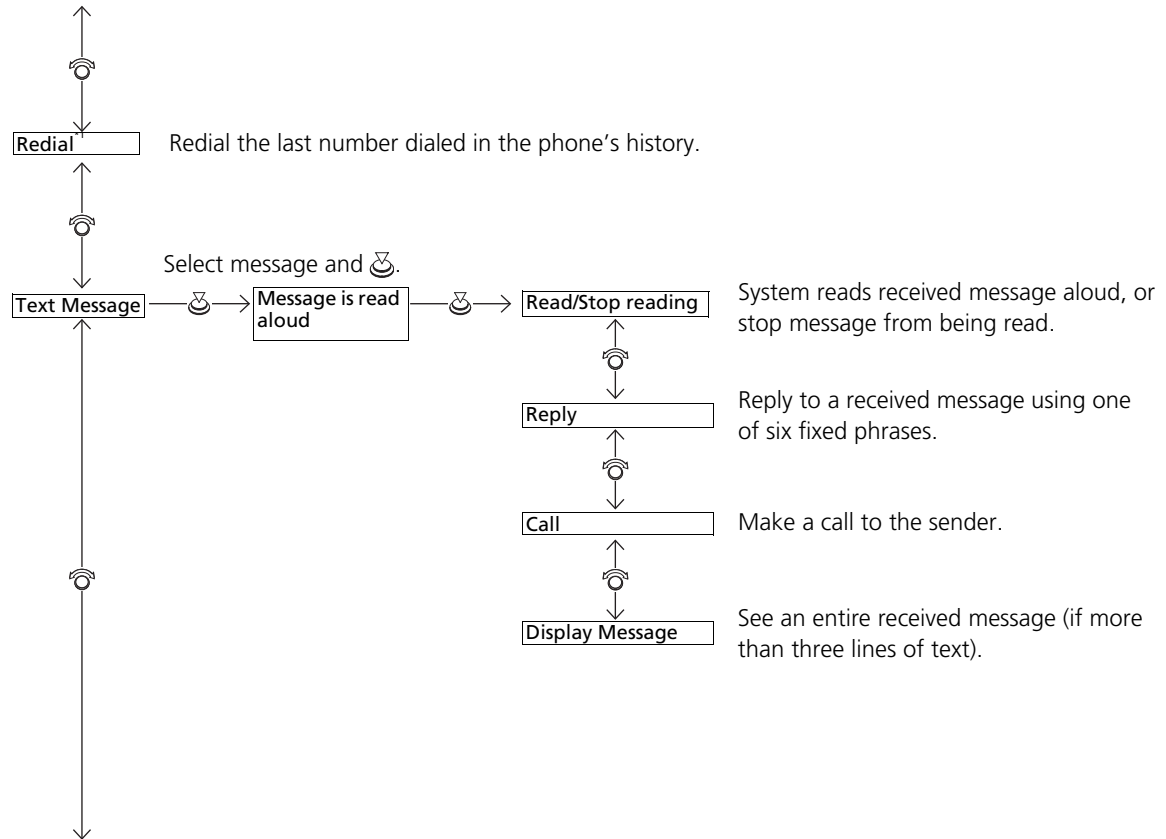 Redial*
Redial the last number dialed in the phone's history.
Select message and
Text Message
Message is read
aloud
Read/Stop reading
System reads received message aloud, or
stop message from being read.
Reply
Reply to a received message using one
of six fixed phrases.
Call
Make a call to the sender.
Display Message
See an entire received message (if more
than three lines of text).